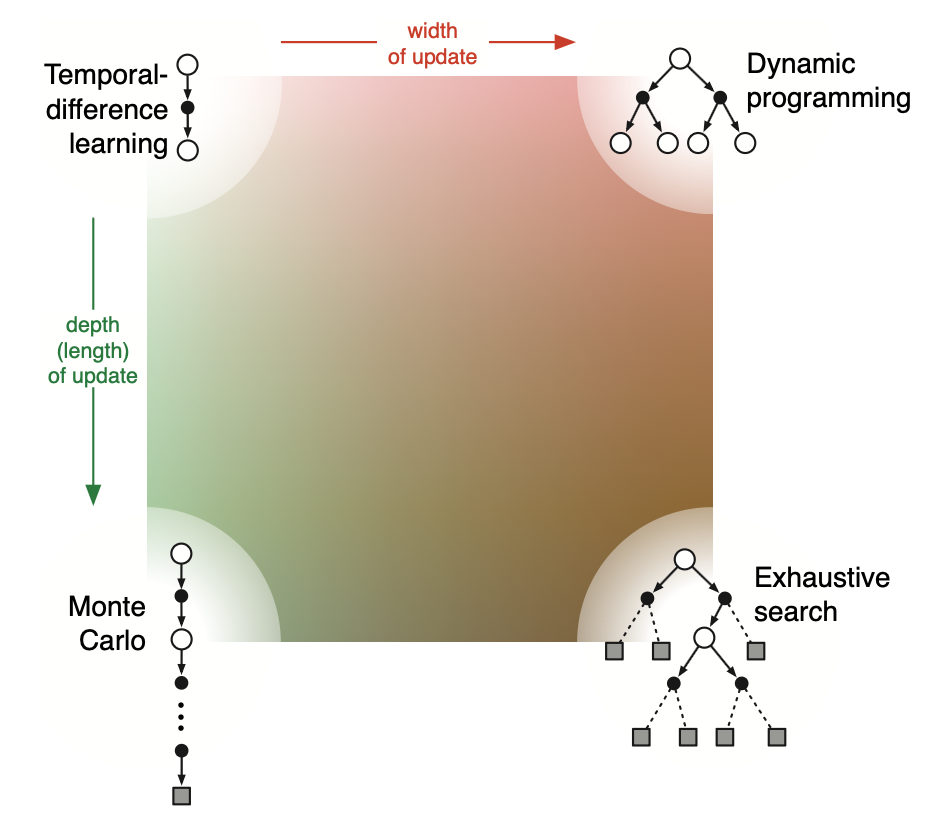 width
of update
Temporal-
difference
learning
Dynamic
programming
depth
(length)
of update
Monte
Carlo
Exhaustive
search